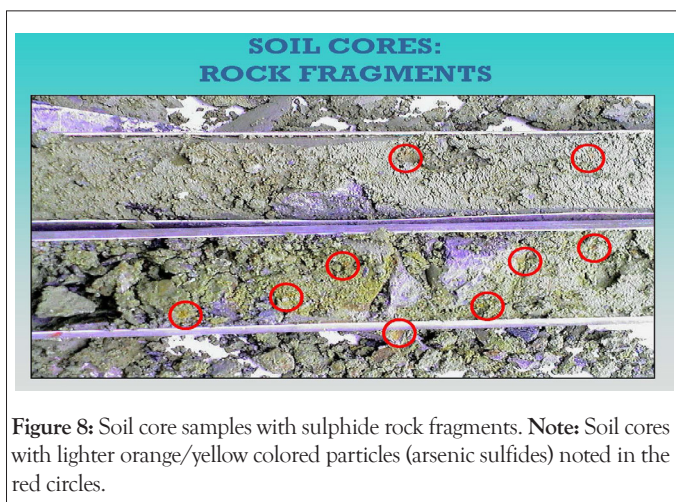 SOIL CORES:
ROCK FRAGMENTS
Figure 8: Soil core samples with sulphide rock fragments. Note: Soil cores
with lighter orange/yellow colored particles (arsenic sulfides) noted in the
red circles.